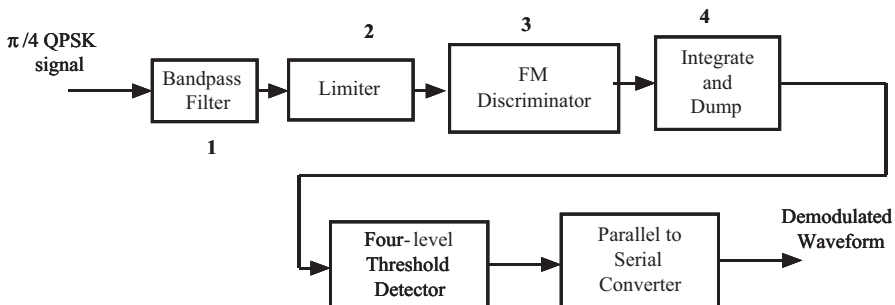 π/4 QPSK
signal
Bandpass
Filter
1
2
Limiter
3
FM
Discriminator
4
Integrate
and
Dump
Four-level
Threshold
Detector
Parallel to
Serial
Converter
Demodulated
Waveform